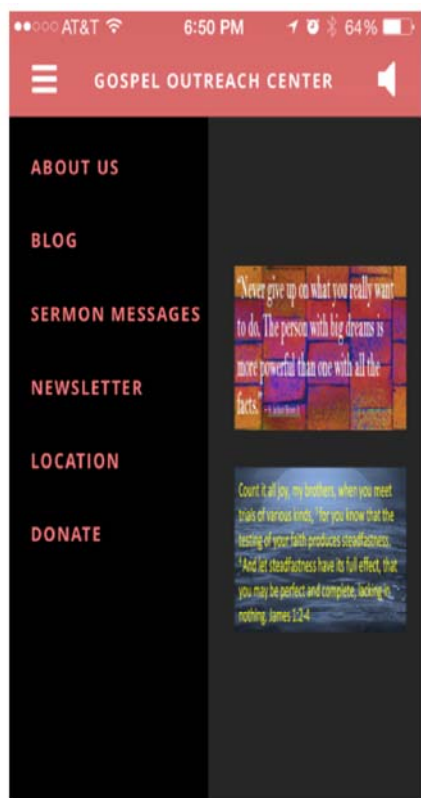 AT&T 6:50 PM 64%
GOSPEL OUTREACH CENTER
ABOUT US
BLOG
SERMON MESSAGES
NEWSLETTER
LOCATION
DONATE
"Never give up on what you really want
to do. The person with big dreams is
more powerful than one with all the
facts."
Count it all joy, my brothers, when you meet
trials of various kinds, ³for you know that the
testing of your faith produces steadfastness.
⁴And let steadfastness have its full effect, that
you may be perfect and complete, lacking in
nothing. James 1:2-4